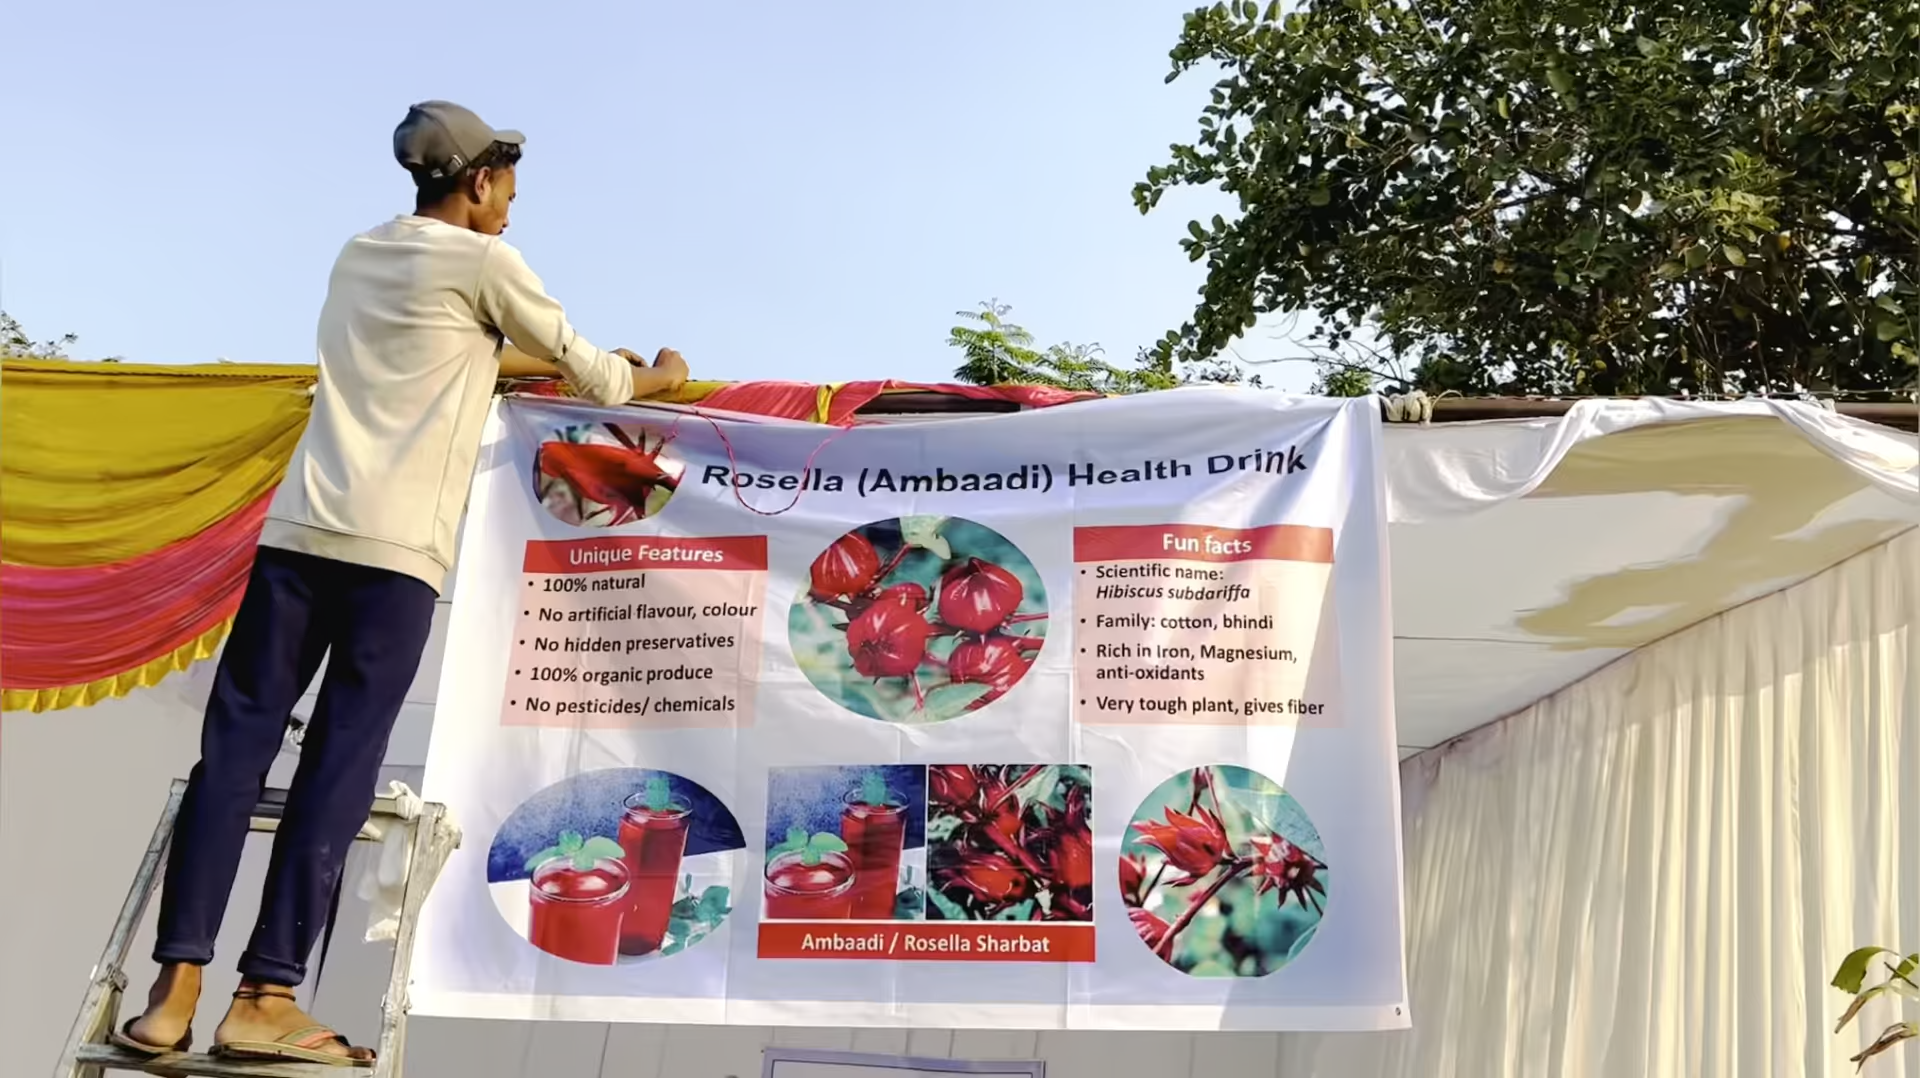 Rosella (Ambaadi) Health Drink
Unique Features
• 100% natural
• No artificial flavour, colour
• No hidden preservatives
• 100% organic produce
• No pesticides/ chemicals
Fun facts
• Scientific name:
Hibiscus subdariffa
• Family: cotton, bhindi
• Rich in Iron, Magnesium,
anti-oxidants
• Very tough plant, gives fiber
Ambaadi / Rosella Sharbat